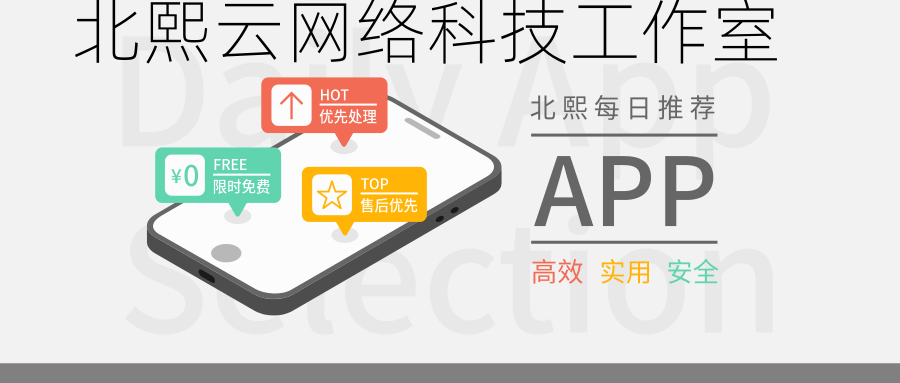 北熙云网络科技工作室
Daily App
Selection
HOT
优先处理
FREE
¥0
限时免费
TOP
售后优先
北熙每日推荐
APP
高效 实用 安全